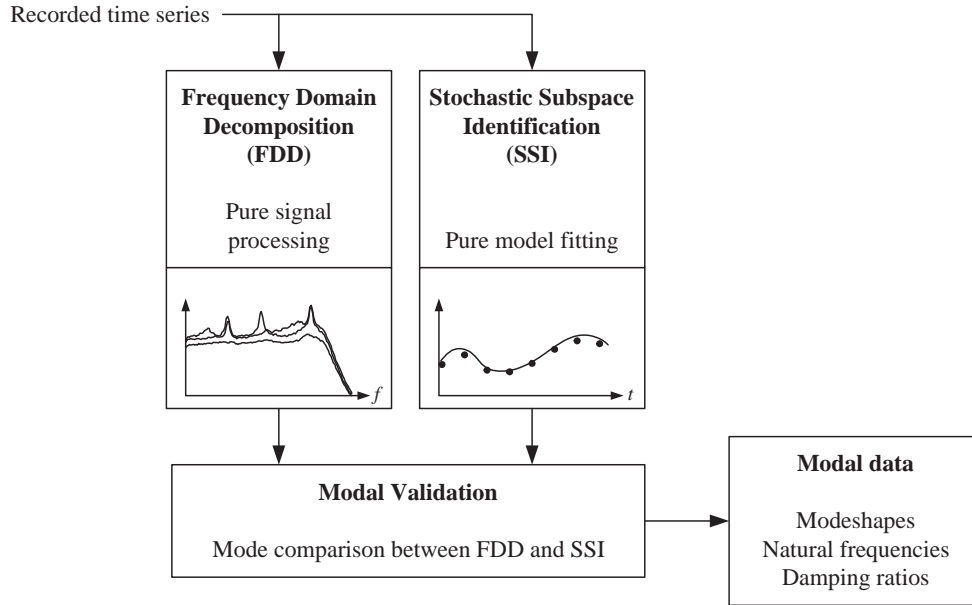 Recorded time series
Frequency Domain
Decomposition
(FDD)
Pure signal
processing
f
Stochastic Subspace
Identification
(SSI)
Pure model fitting
t
Modal Validation
Mode comparison between FDD and SSI
Modal data
Modeshapes
Natural frequencies
Damping ratios